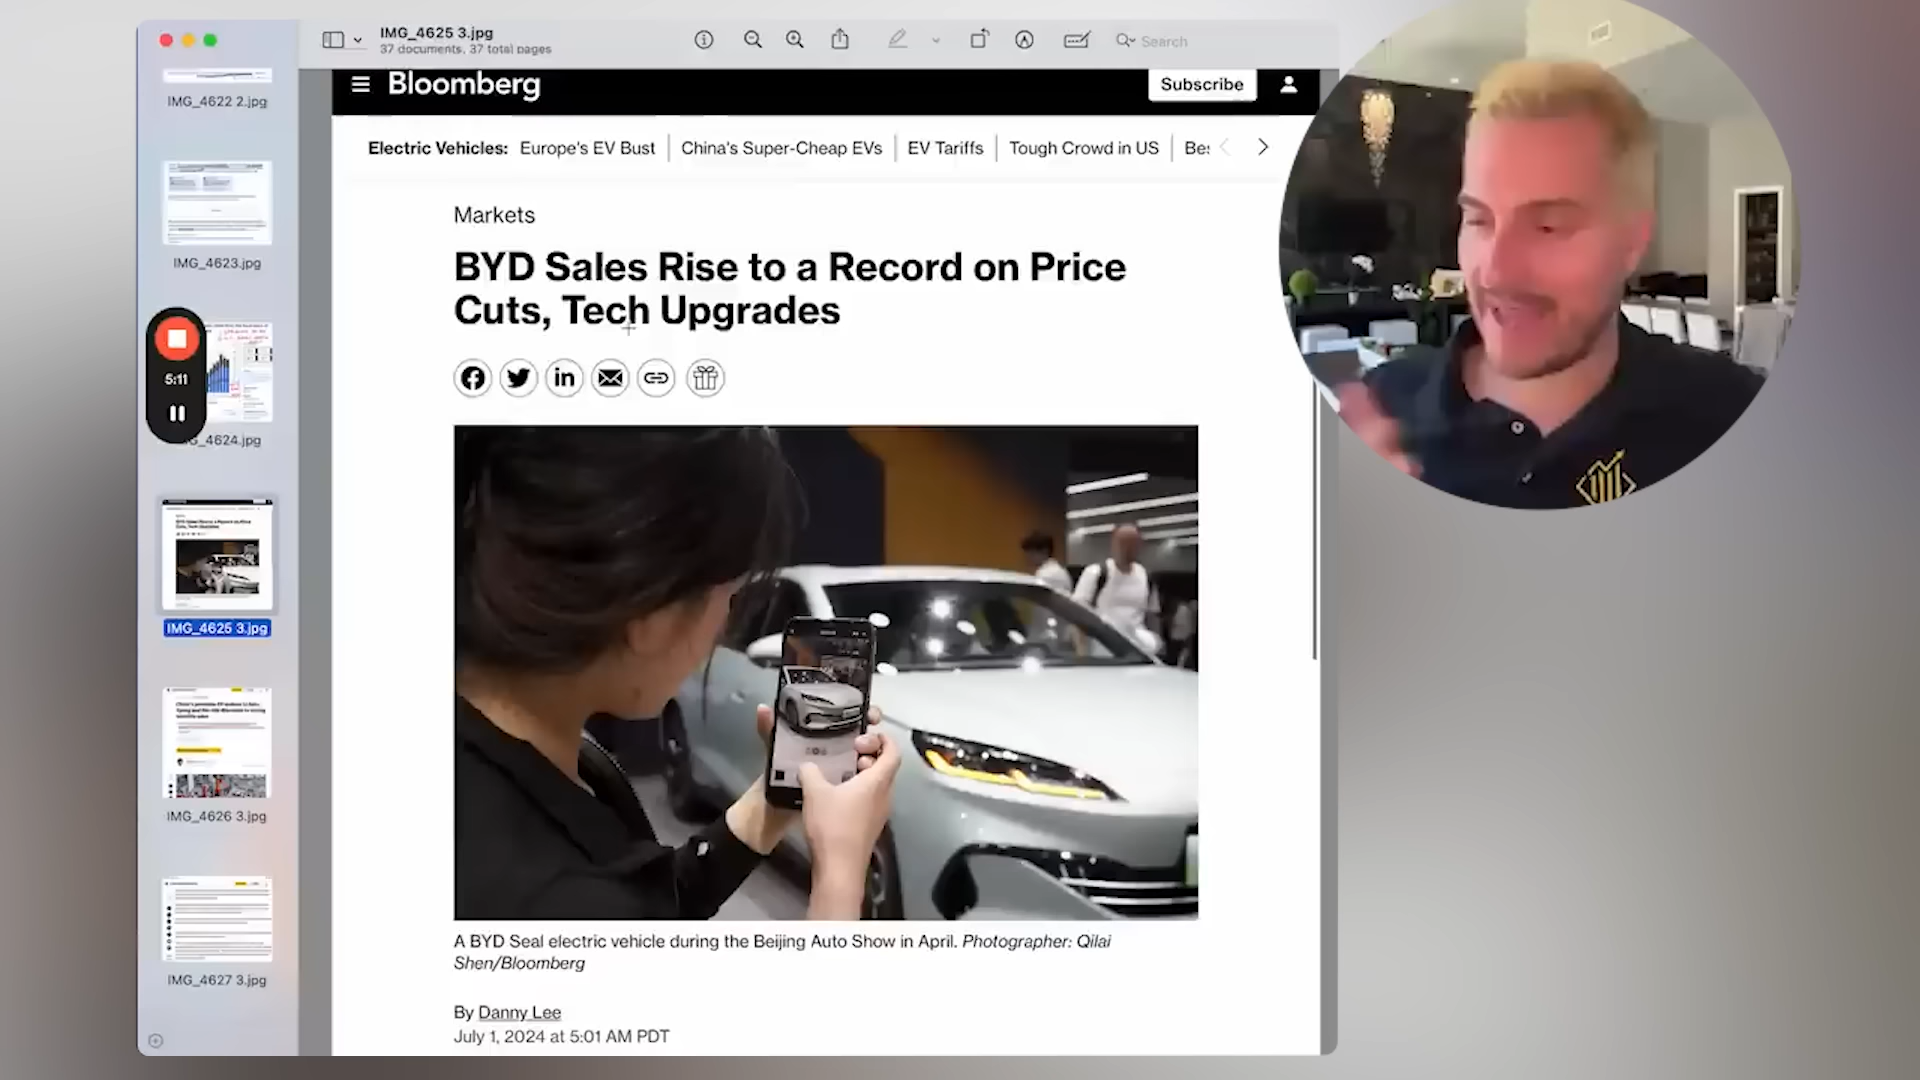 IMG_4625 3.jpg
37 documents, 37 total pages
Search
IMG_4622 2.jpg
IMG_4623.jpg
5:11
_4624.jpg
IMG_4625 3.jpg
IMG_4626 3.jpg
IMG_4627 3.jpg
Bloomberg
Subscribe
Electric Vehicles: Europe's EV Bust China's Super-Cheap EVs EV Tariffs Tough Crowd in US Bes
Markets
BYD Sales Rise to a Record on Price
Cuts, Tech Upgrades
A BYD Seal electric vehicle during the Beijing Auto Show in April. Photographer: Qilai
Shen/Bloomberg
By Danny Lee
July 1, 2024 at 5:01 AM PDT